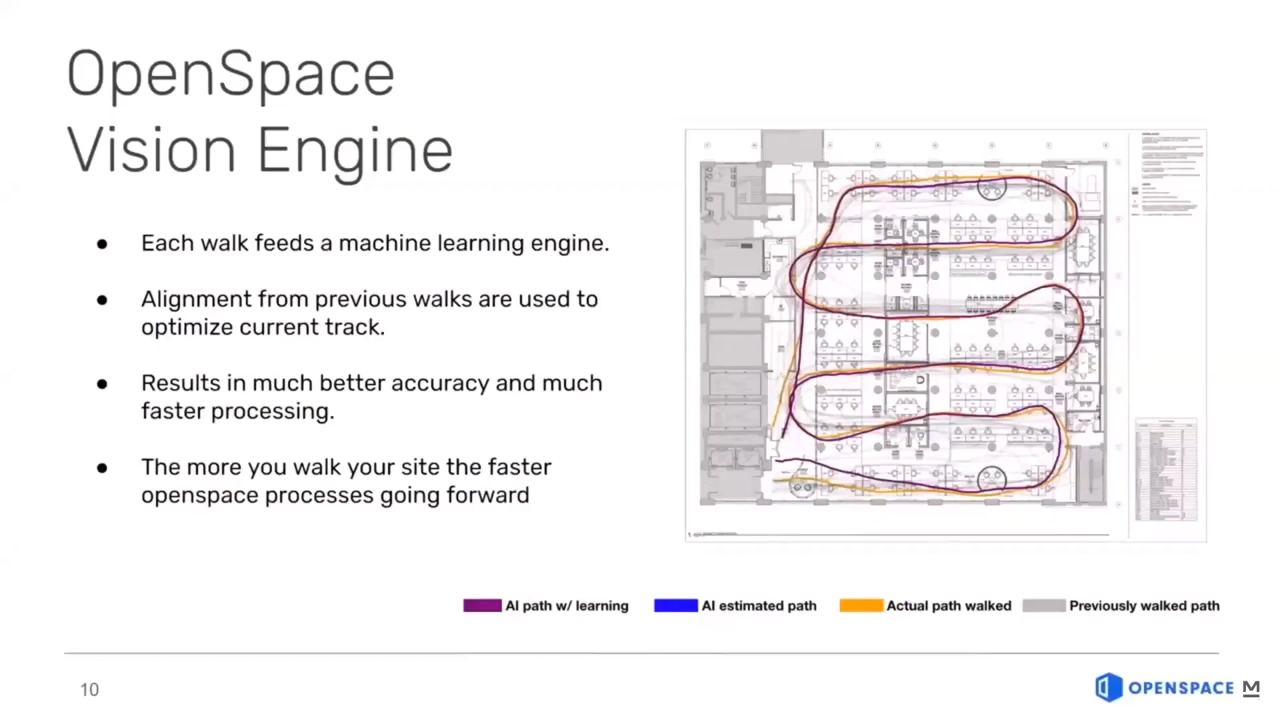 OpenSpace
Vision Engine
● Each walk feeds a machine learning engine.
● Alignment from previous walks are used to
optimize current track.
● Results in much better accuracy and much
faster processing.
● The more you walk your site the faster
openspace processes going forward
AI path w/ learning
AI estimated path
Actual path walked
Previously walked path
10
OPENSPACE M